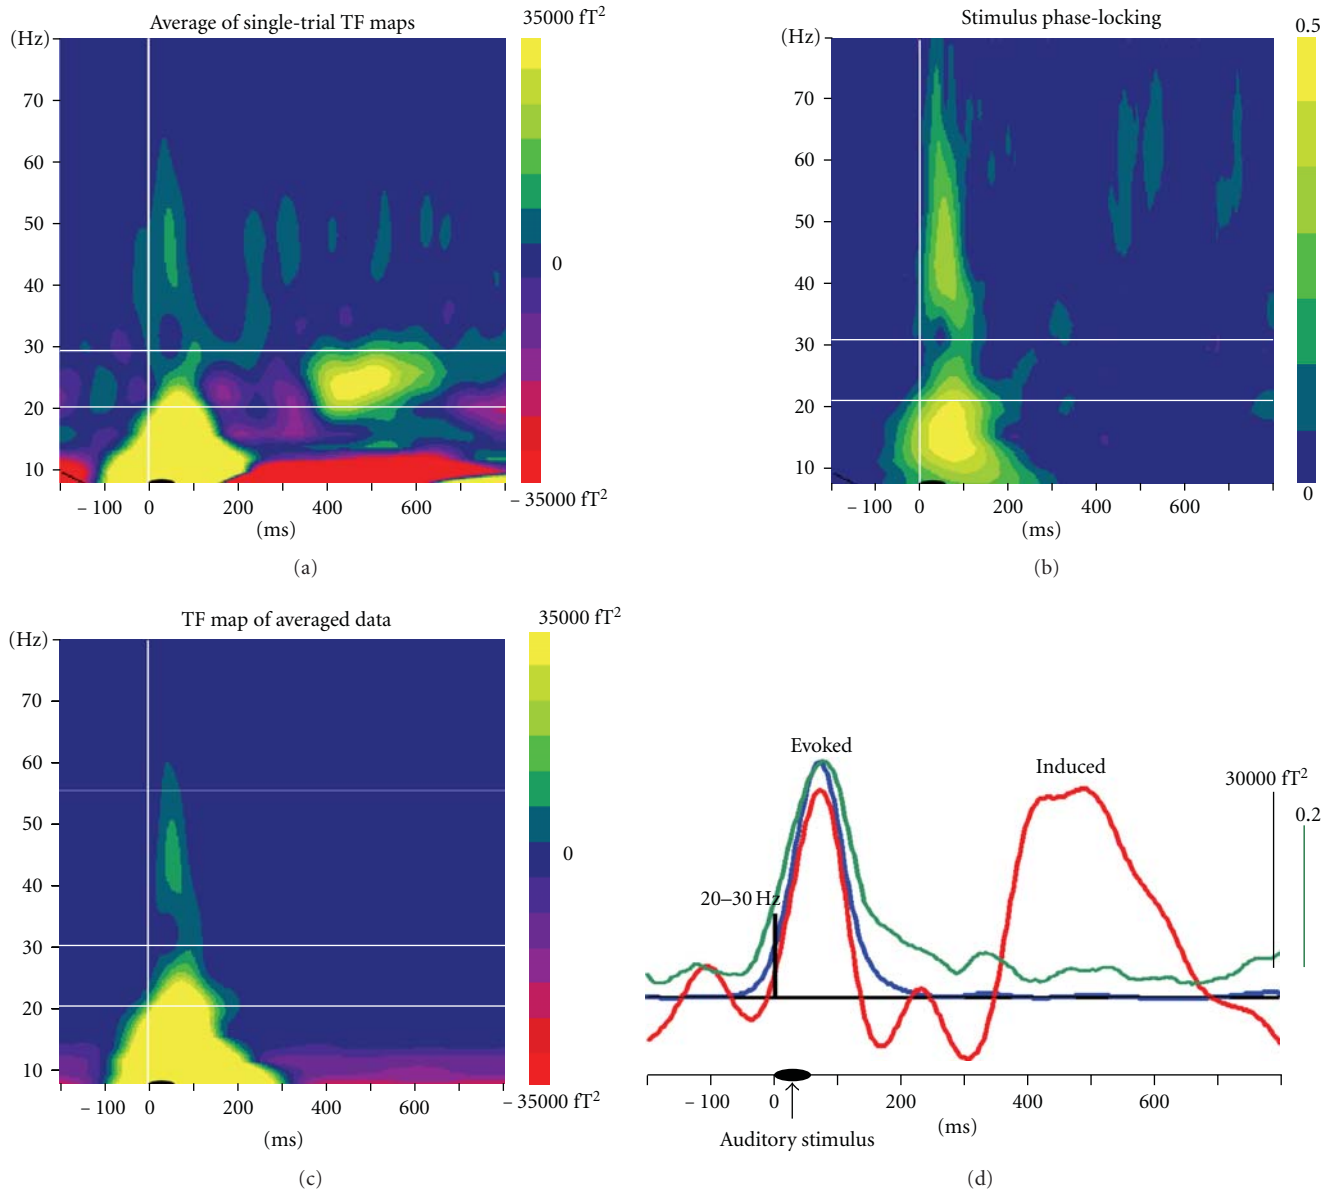 Average of single-trial TF maps
35000 fT²
(Hz)
70
60
50
40
30
20
10
0
– 35000 fT²
– 100 0 200 400 600
(ms)
(a)
Stimulus phase-locking
0.5
(Hz)
70
60
50
40
30
20
10
0
– 100 0 200 400 600
(ms)
(b)
TF map of averaged data
35000 fT²
(Hz)
70
60
50
40
30
20
10
0
– 35000 fT²
– 100 0 200 400 600
(ms)
(c)
Evoked
Induced
30000 fT²
0.2
20–30 Hz
– 100 0 200 400 600
(ms)
Auditory stimulus
(d)